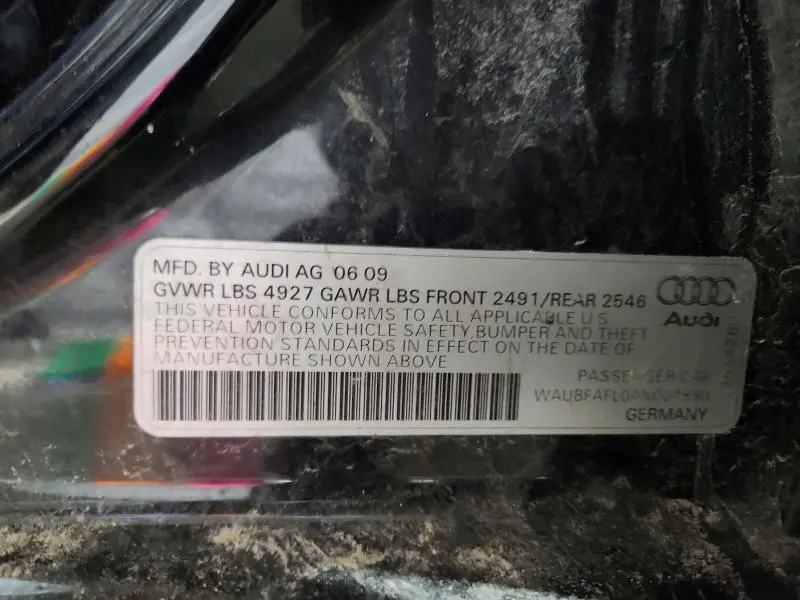 MFD. BY AUDI AG 06 09
GVWR LBS 4927 GAWR LBS FRONT 2491/REAR 2546
THIS VEHICLE CONFORMS TO ALL APPLICABLE U S
FEDERAL MOTOR VEHICLE SAFETY, BUMPER AND THEFT
PREVENTION STANDARDS IN EFFECT ON THE DATE OF
MANUFACTURE SHOWN ABOVE
Audi
PASSENGER CAR
GERMANY